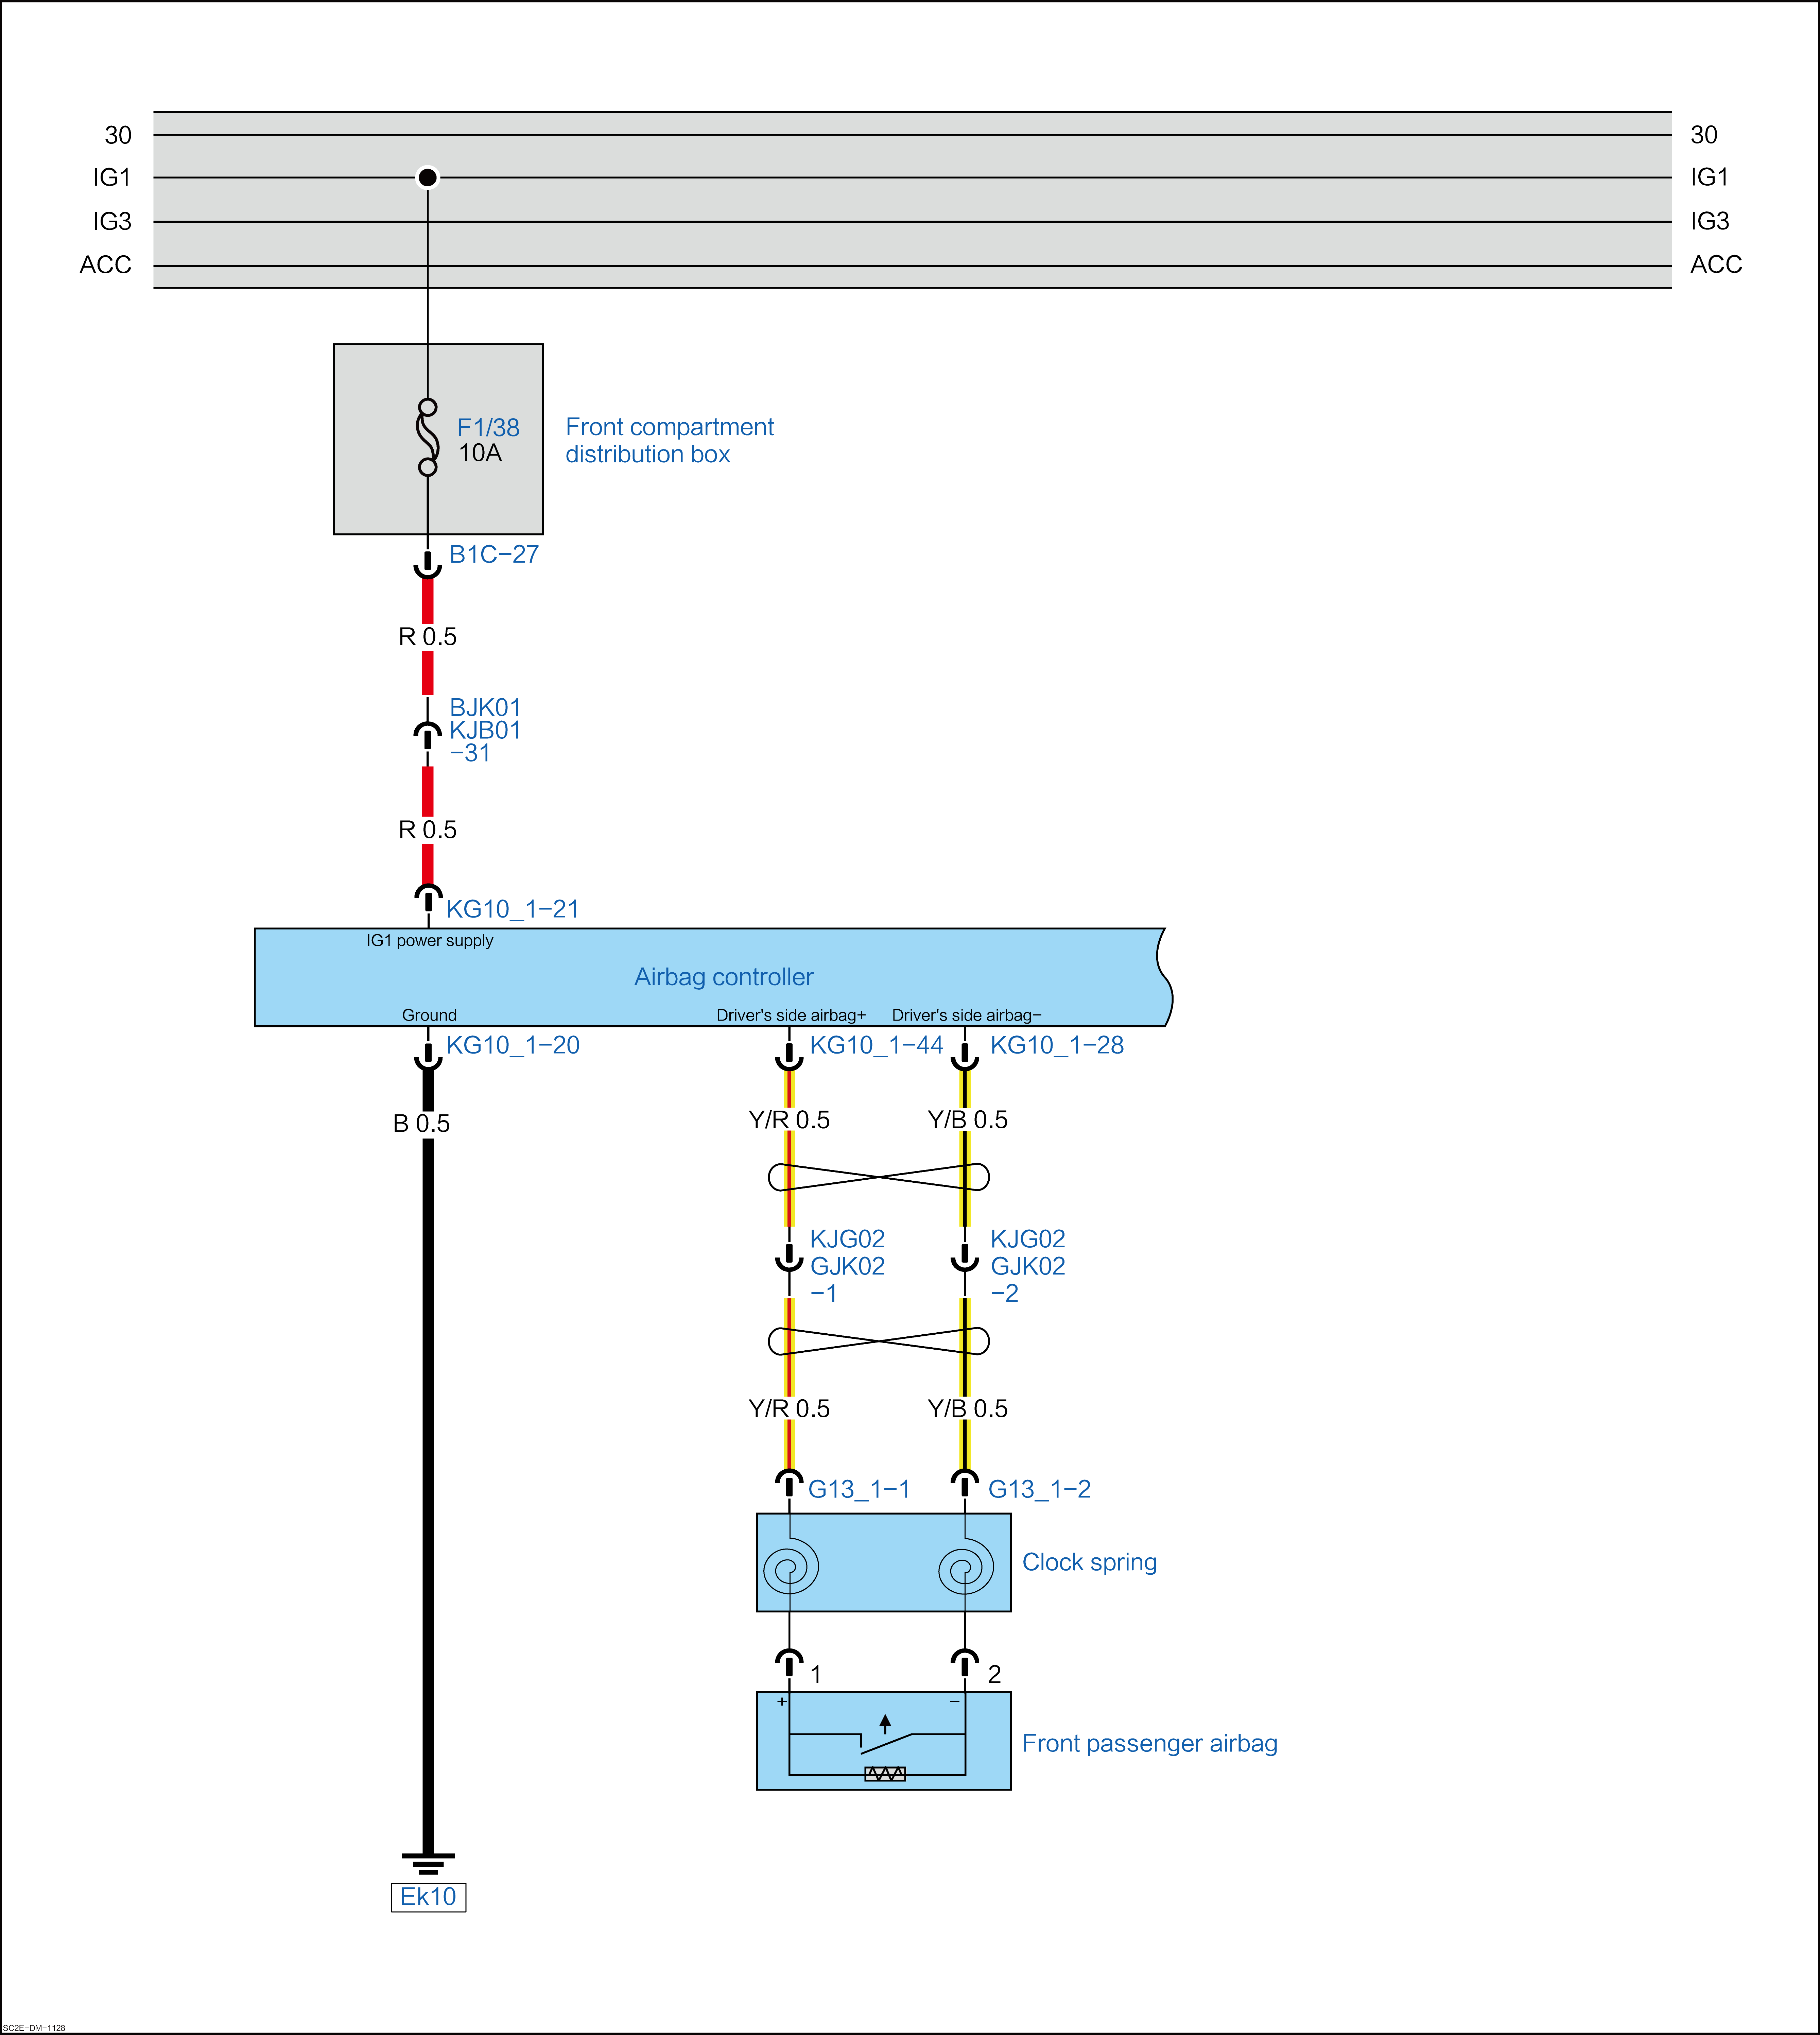 30
30
IG1
IG1
IG3
IG3
ACC
ACC
F1/38
10A
Front compartment
distribution box
B1C-27
R 0.5
BJK01
KJB01
-31
R 0.5
KG10_1-21
IG1 power supply
Airbag controller
Ground
Driver's side airbag+
Driver's side airbag-
KG10_1-20
KG10_1-44
KG10_1-28
B 0.5
Y/R 0.5
Y/B 0.5
KJG02
GJK02
-1
KJG02
GJK02
-2
Y/R 0.5
Y/B 0.5
G13_1-1
G13_1-2
Clock spring
1
2
+
-
Front passenger airbag
Ek10
SC2E-DM-1128